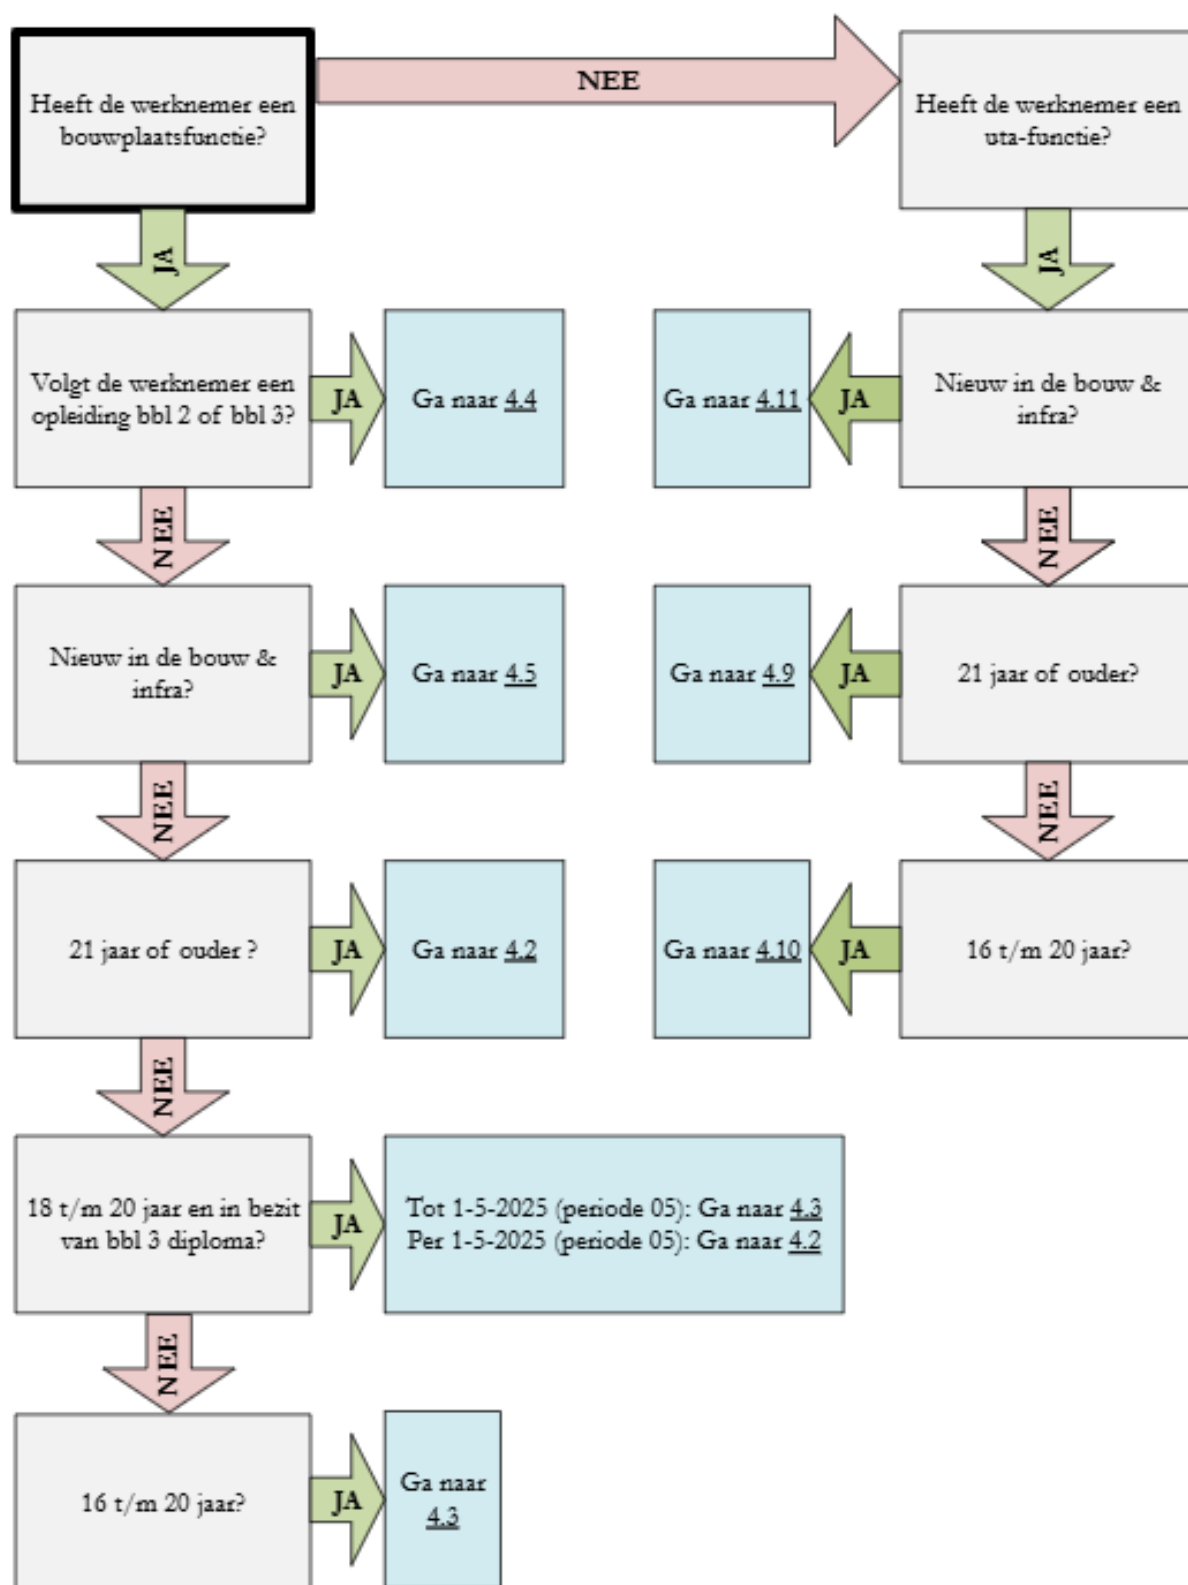 Heeft de werknemer een
bouwplaatsfunctie?
NEE
Heeft de werknemer een
uta-functie?
JA
JA
Volgt de werknemer een
opleiding bbl 2 of bbl 3?
JA
Ga naar 4.4
Ga naar 4.11
JA
Nieuw in de bouw &
infra?
NEE
NEE
Nieuw in de bouw &
infra?
JA
Ga naar 4.5
Ga naar 4.9
JA
21 jaar of ouder?
NEE
NEE
21 jaar of ouder ?
JA
Ga naar 4.2
Ga naar 4.10
JA
16 t/m 20 jaar?
NEE
18 t/m 20 jaar en in bezit
van bbl 3 diploma?
JA
Tot 1-5-2025 (periode 05): Ga naar 4.3
Per 1-5-2025 (periode 05): Ga naar 4.2
NEE
16 t/m 20 jaar?
JA
Ga naar
4.3